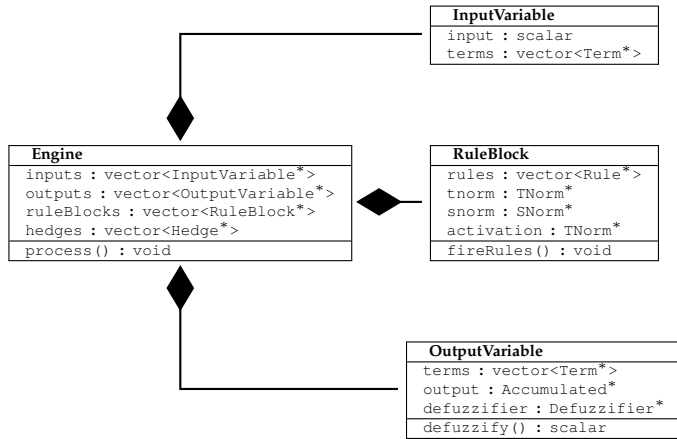 InputVariable
input : scalar
terms : vector<Term*>
Engine
inputs : vector<InputVariable*>
outputs : vector<OutputVariable*>
ruleBlocks : vector<RuleBlock*>
hedges : vector<Hedge*>
process() : void
RuleBlock
rules : vector<Rule*>
tnorm : TNorm*
snorm : SNorm*
activation : TNorm*
fireRules() : void
OutputVariable
terms : vector<Term*>
output : Accumulated*
defuzzifier : Defuzzifier*
defuzzify() : scalar